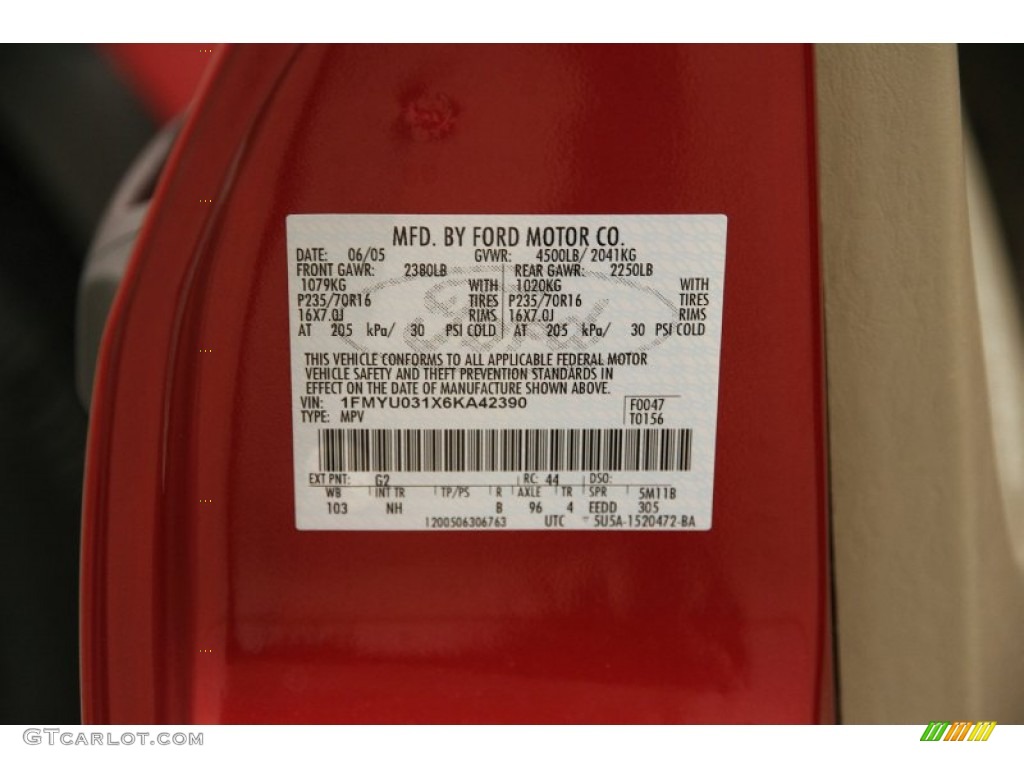 MFD. BY FORD MOTOR CO.
DATE: 06/05 GVWR: 4500LB/ 2041KG
FRONT GAWR: 2380LB REAR GAWR: 2250LB
1079KG WITH 1020KG WITH
P235/70R16 TIRES P235/70R16 TIRES
16X7.0J RIMS 16X7.0J RIMS
AT 205 kPa/ 30 PSI COLD AT 205 kPa/ 30 PSI COLD
Ford
THIS VEHICLE CONFORMS TO ALL APPLICABLE FEDERAL MOTOR
VEHICLE SAFETY AND THEFT PREVENTION STANDARDS IN
EFFECT ON THE DATE OF MANUFACTURE SHOWN ABOVE.
VIN: 1FMYU031X6KA42390 F0047
TYPE: MPV T0156
EXT PNT: G2 RC: 44 DSO:
WB INT TR TP/PS R AXLE TR SPR 5M11B
103 NH B 96 4 EEDD 305
1200506306763 UTC 5U5A-1520472-BA
GTCARLOT.COM